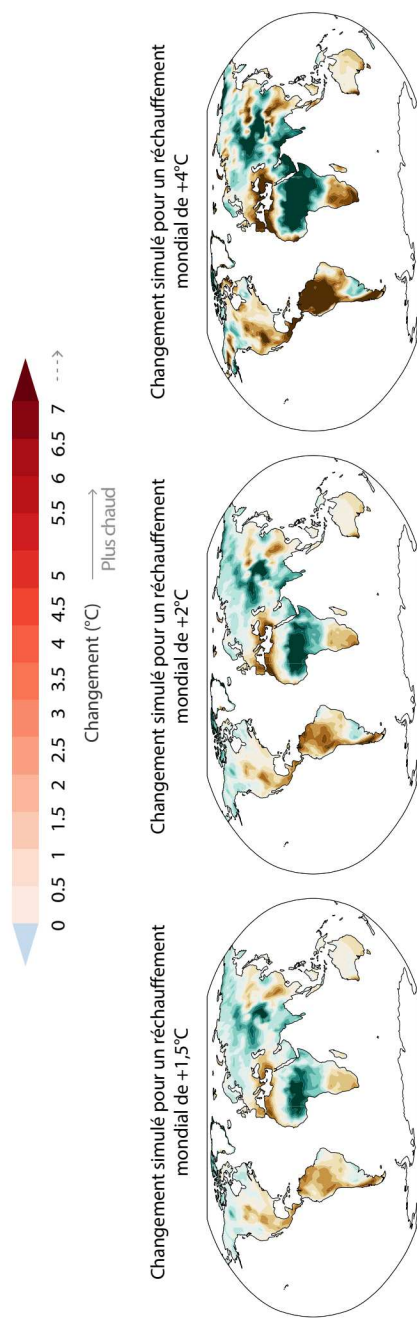 0 0.5 1 1.5 2 2.5 3 3.5 4 4.5 5 5.5 6 6.5 7
Changement (°C)
Plus chaud
Changement simulé pour un réchauffement
mondial de +1,5°C
Changement simulé pour un réchauffement
mondial de +2°C
Changement simulé pour un réchauffement
mondial de +4°C